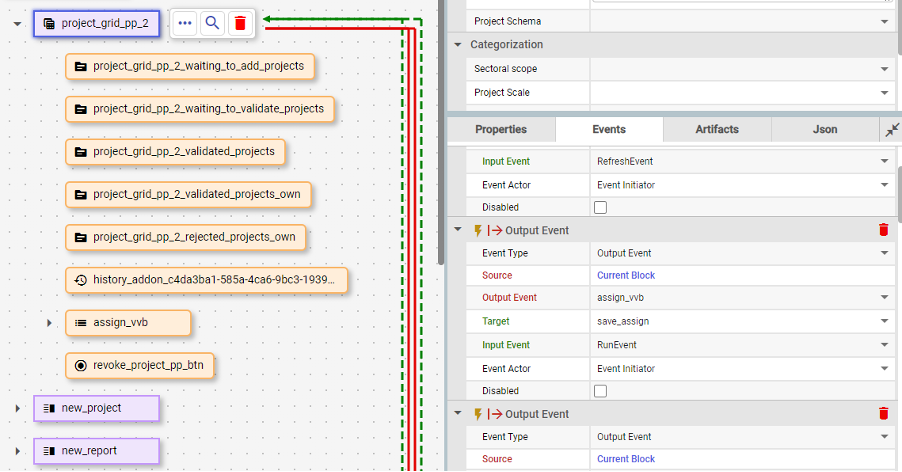 project_grid_pp_2
project_grid_pp_2_waiting_to_add_projects
project_grid_pp_2_waiting_to_validate_projects
project_grid_pp_2_validated_projects
project_grid_pp_2_validated_projects_own
project_grid_pp_2_rejected_projects_own
history_addon_c4da3ba1-585a-4ca6-9bc3-1939...
assign_vvb
revoke_project_pp_btn
new_project
new_report
Project Schema
Categorization
Sectoral scope
Project Scale
Properties Events Artifacts Json
Input Event RefreshEvent
Event Actor Event Initiator
Disabled
Output Event
Event Type Output Event
Source Current Block
Output Event assign_vvb
Target save_assign
Input Event RunEvent
Event Actor Event Initiator
Disabled
Output Event
Event Type Output Event
Source Current Block